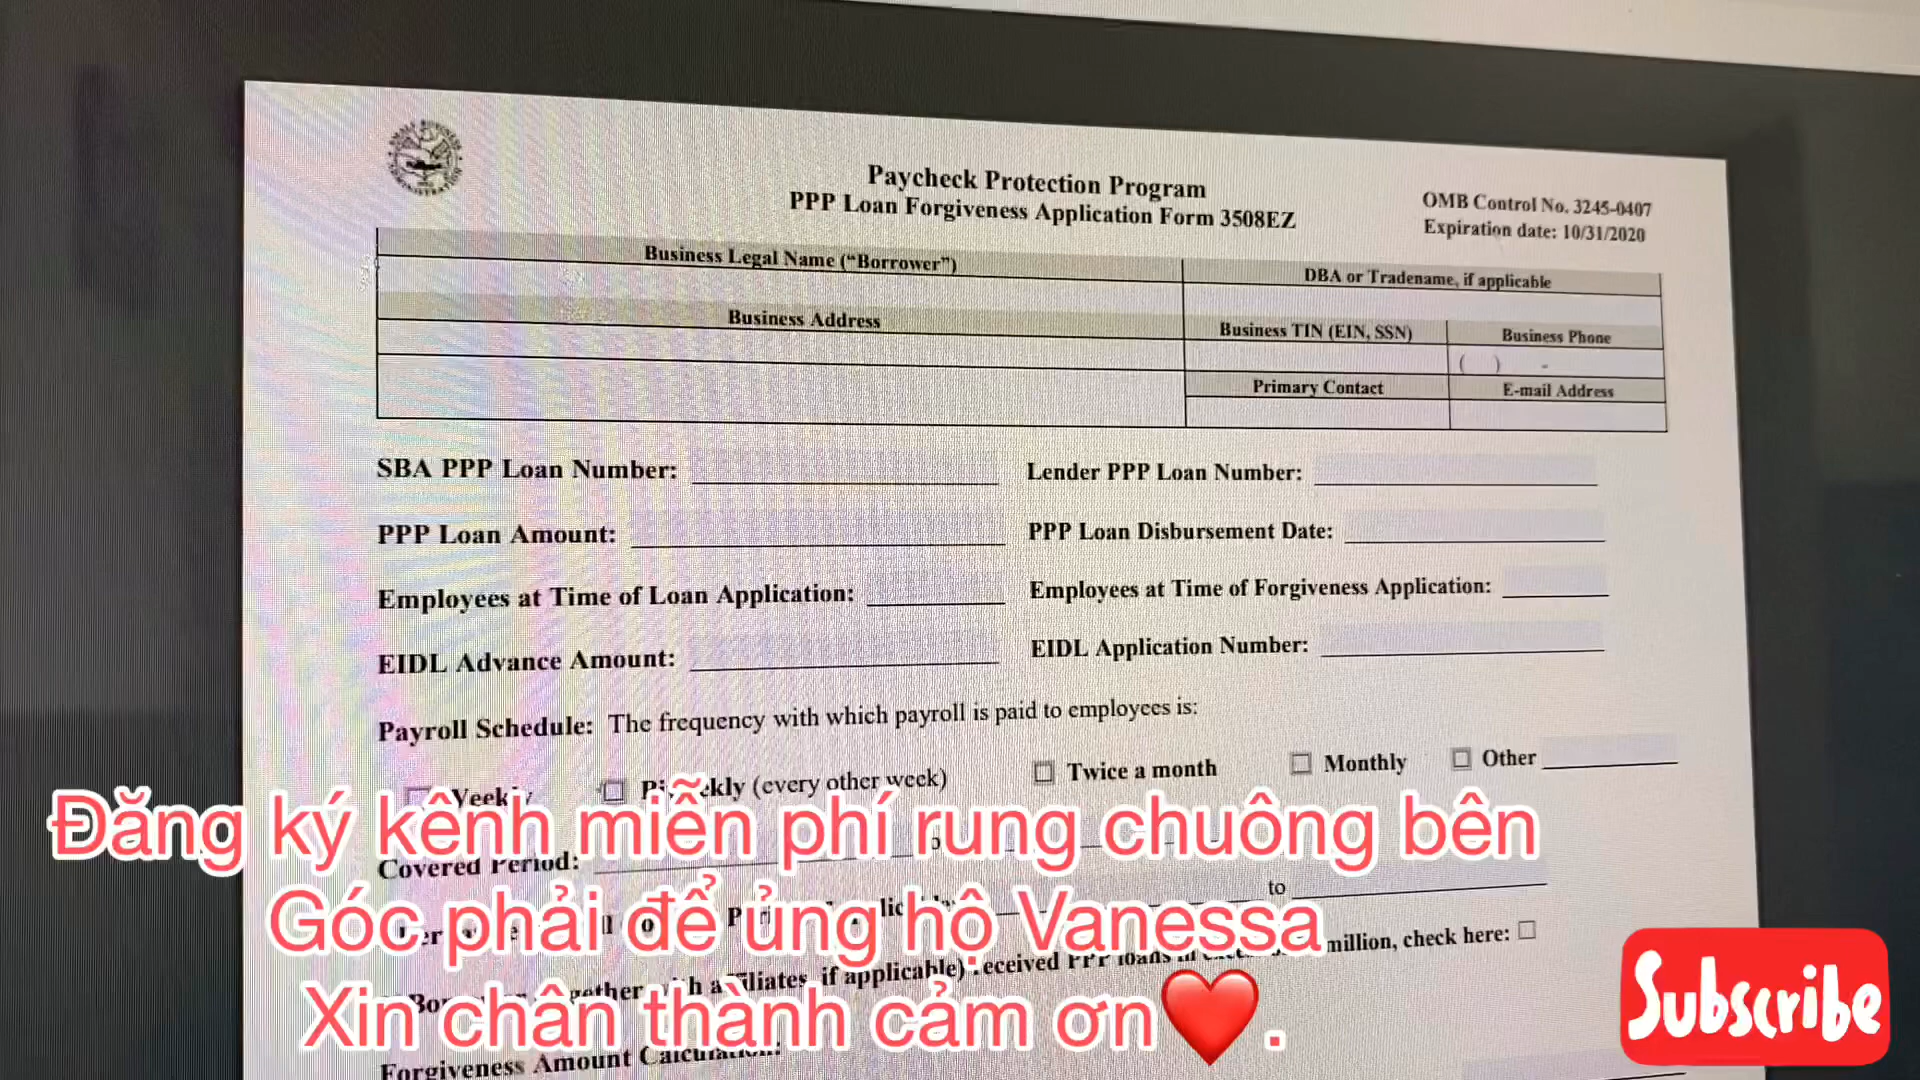 Paycheck Protection Program
PPP Loan Forgiveness Application Form 3508EZ
OMB Control No. 3245-0407
Expiration date: 10/31/2020
Business Legal Name (“Borrower”)
DBA or Tradename, if applicable
Business Address
Business TIN (EIN, SSN)
Business Phone
( ) -
Primary Contact
E-mail Address
SBA PPP Loan Number:
Lender PPP Loan Number:
PPP Loan Amount:
PPP Loan Disbursement Date:
Employees at Time of Loan Application:
Employees at Time of Forgiveness Application:
EIDL Advance Amount:
EIDL Application Number:
Payroll Schedule: The frequency with which payroll is paid to employees is:
Weekly
Biweekly (every other week)
Twice a month
Monthly
Other
Covered Period:
to
if applicable) received PPP loans in million, check here:
Forgiveness Amount Calculation:
Đăng ký kênh miễn phí rung chuông bên
Góc phải để ủng hộ Vanessa
Xin chân thành cảm ơn❤️.
Subscribe